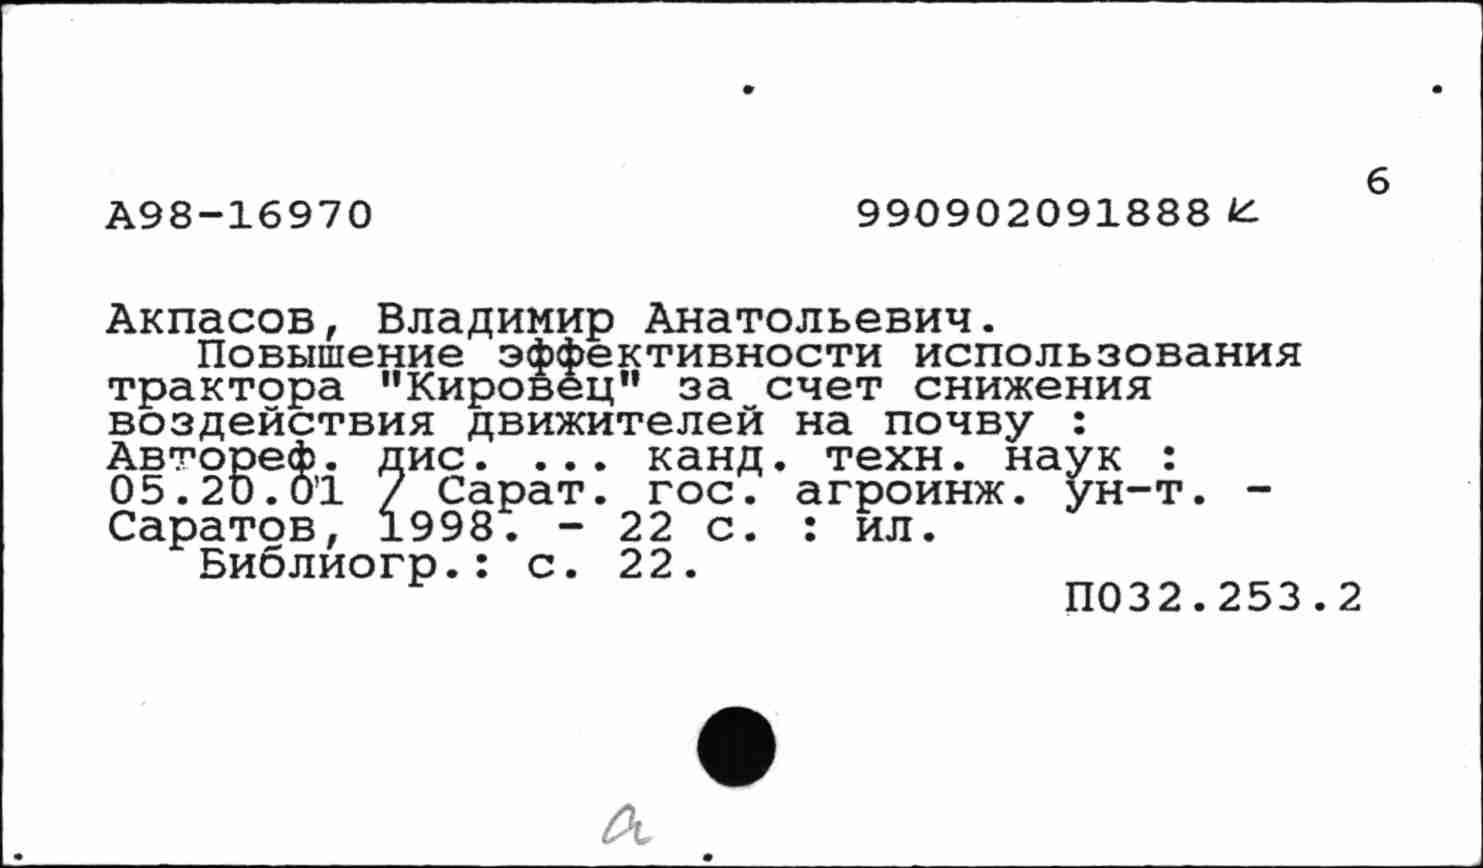 6
А98-16970 990902091888
Акпасов, Владимир Анатольевич.
Повышение эффективности использования
трактора "Кировец" за счет снижения
воздействия движителей на почву :
Автореф. дис. ... канд. техн. наук :
05.20.01 / Сарат. гос. агроинж. ун-т. -
Саратов, 1998. - 22 с. : ил.
Библиогр.: с. 22.
П032.253.2
а